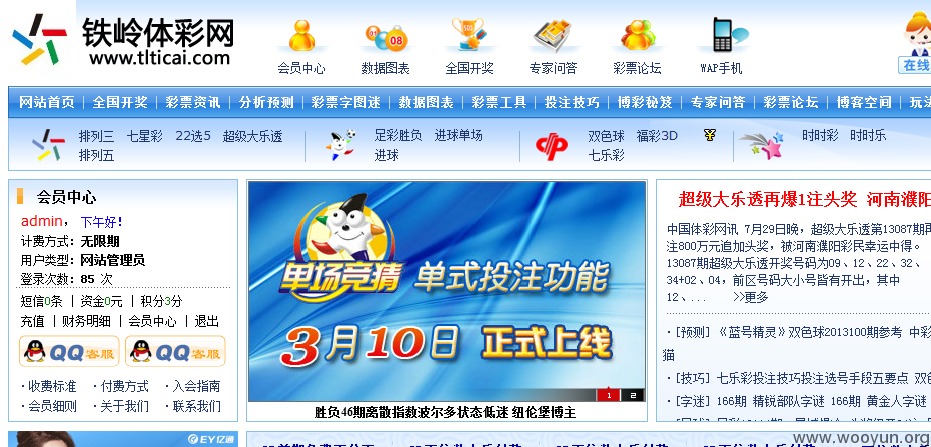 铁岭体彩网
www.tlticai.com
会员中心 数据图表 全国开奖 专家问答 彩票论坛 WAP手机
在线
网站首页 | 全国开奖 | 彩票资讯 | 分析预测 | 彩票字图迷 | 数据图表 | 彩票工具 | 投注技巧 | 博彩秘笈 | 专家问答 | 彩票论坛 | 博客空间 | 玩法
排列三 七星彩 22选5 超级大乐透
排列五
足彩胜负 进球单场
进球
双色球 福彩3D
七乐彩
时时彩 时时乐
会员中心
admin，下午好!
计费方式：无限期
用户类型：网站管理员
登录次数：85 次
短信0条 | 资金0元 | 积分3分
充值 | 财务明细 | 会员中心 | 退出
QQ客服 QQ客服
·收费标准 ·付费方式 ·入会指南
·会员细则 ·关于我们 ·联系我们
EY亿通
单场竞猜 单式投注功能
3月10日 正式上线
1 2
胜负46期离散指数波尔多状态低迷 纽伦堡博主
超级大乐透再爆1注头奖 河南濮阳
中国体彩网讯 7月29日晚，超级大乐透第13087期再
注800万元追加头奖，被河南濮阳彩民幸运中得。
13087期超级大乐透开奖号码为09、12、22、32、
34+02、04，前区号码大小号皆有开出，其中
12、... >>更多
·[预测] 《蓝号精灵》双色球2013100期参考 中彩
猫
·[技巧] 七乐彩投注技巧投注选号手段五要点 双色
·[字迷] 166期 精锐部队字谜 166期 黄金人字谜
www.wooyun.org